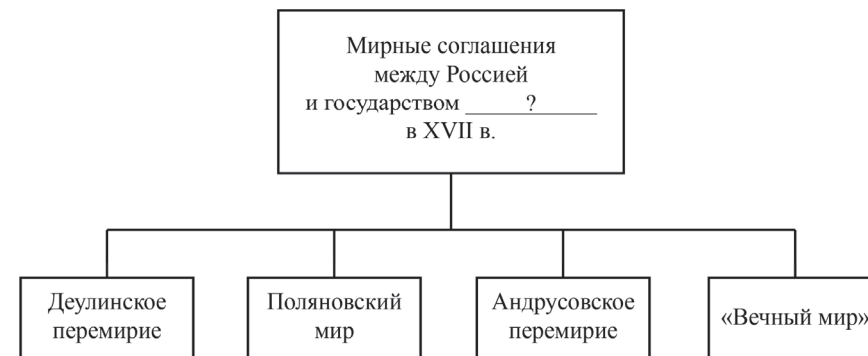 Мирные соглашения
между Россией
и государством ______?______
в XVII в.
Деулинское
перемирие
Поляновский
мир
Андрусовское
перемирие
«Вечный мир»